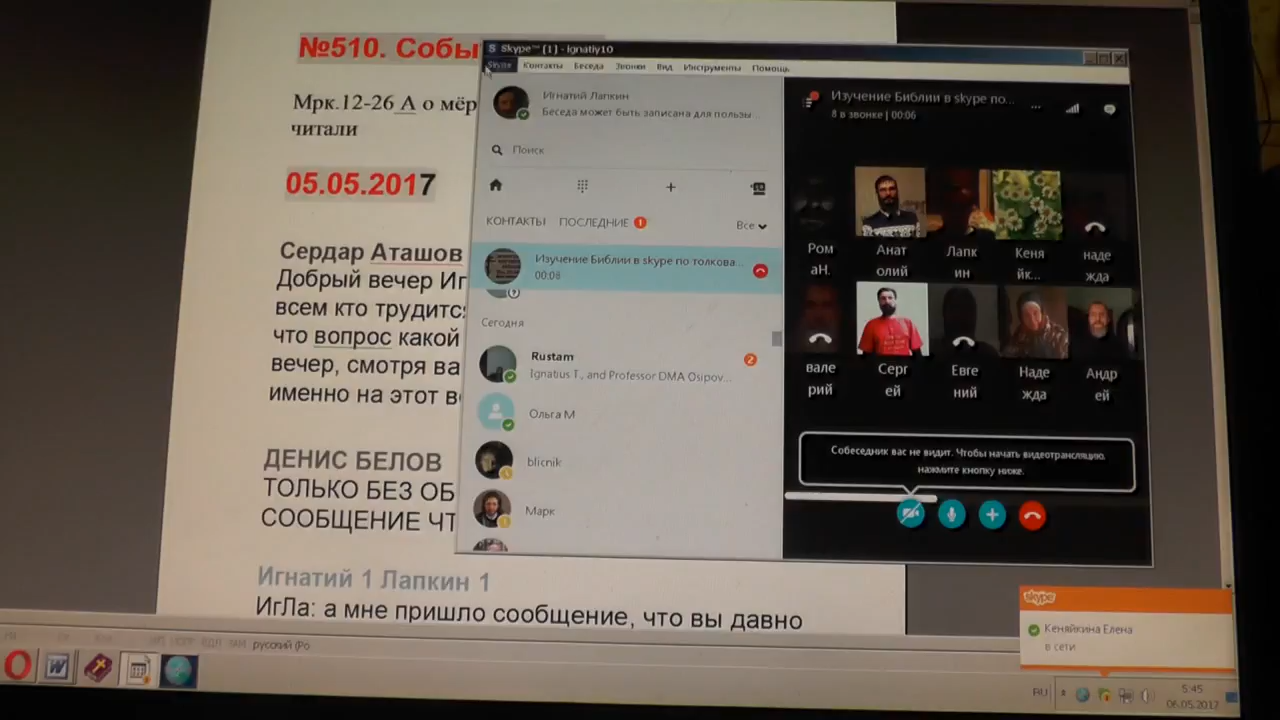 №510. Собы
Мрк.12-26 А о мёр
читали
05.05.2017
Сердар Аташов
Добрый вечер Иг
всем кто трудитс
что вопрос какой
вечер, смотря ва
именно на этот в
ДЕНИС БЕЛОВ
ТОЛЬКО БЕЗ ОБ
СООБЩЕНИЕ ЧТ
Игнатий 1 Лапкин 1
ИгЛа: а мне пришло сообщение, что вы давно
русский (Ро
Skype™ [1] - ignatiy10
Skype Контакты Беседа Звонки Вид Инструменты Помощь
Игнатий Лапкин
Беседа может быть записана для пользы...
Поиск
КОНТАКТЫ ПОСЛЕДНИЕ 1
Все
Изучение Библии в skype по толкова...
00:06
Сегодня
Rustam 2
Ignatius T., and Professor DMA Osipov...
Ольга М
blicnik
Марк
Изучение Библии в skype по... ...
8 в звонке | 00:06
Ром
аН.
Анат
олий
Лапк
ин
Кеня
йк...
наде
жда
вале
рий
Серг
ей
Евге
ний
Наде
жда
Андр
ей
Собеседник вас не видит. Чтобы начать видеотрансляцию,
нажмите кнопку ниже.
skype
Кеняйкина Елена
в сети
RU
5:45
06.05.2017